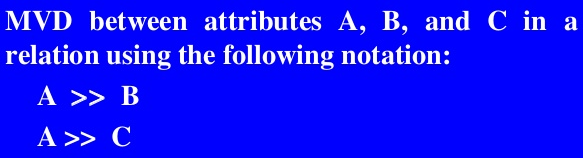 MVD between attributes A, B, and C in a
relation using the following notation:
A >> B
A >> C